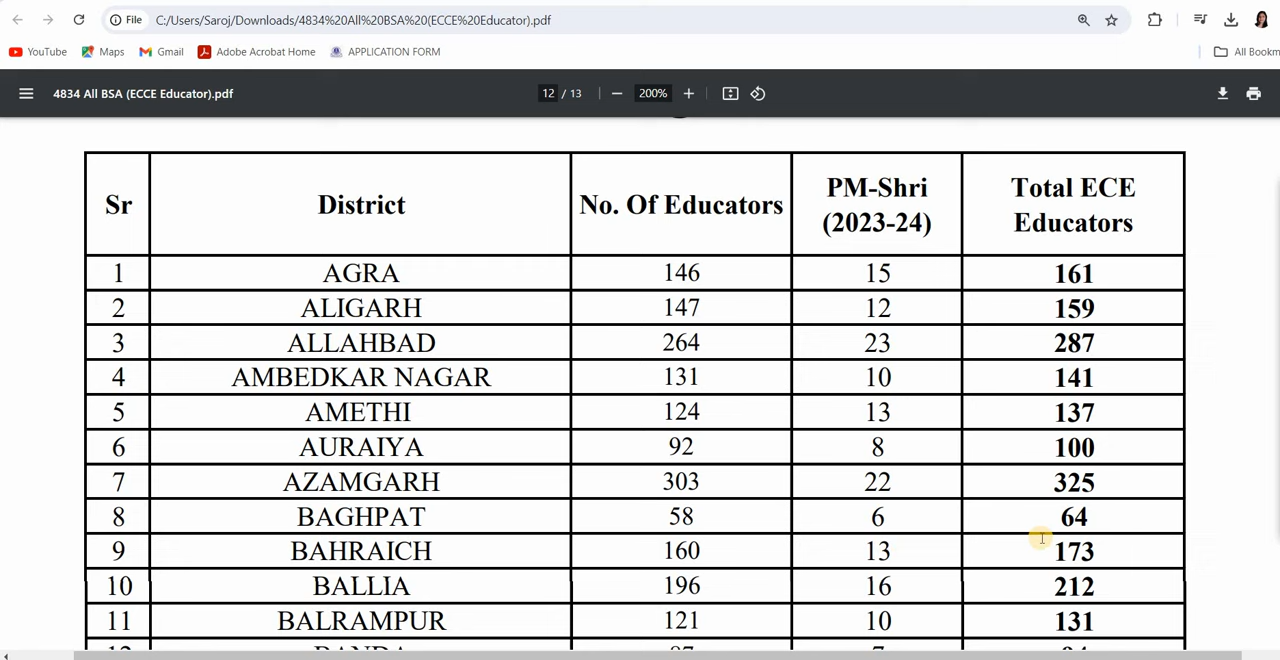 File C:/Users/Saroj/Downloads/4834%20All%20BSA%20(ECCE%20Educator).pdf
YouTube Maps Gmail Adobe Acrobat Home APPLICATION FORM All Bookm
4834 All BSA (ECCE Educator).pdf 12 / 13 200%
Sr District No. Of Educators PM-Shri (2023-24) Total ECE Educators
1 AGRA 146 15 161
2 ALIGARH 147 12 159
3 ALLAHBAD 264 23 287
4 AMBEDKAR NAGAR 131 10 141
5 AMETHI 124 13 137
6 AURAIYA 92 8 100
7 AZAMGARH 303 22 325
8 BAGHPAT 58 6 64
9 BAHRAICH 160 13 173
10 BALLIA 196 16 212
11 BALRAMPUR 121 10 131